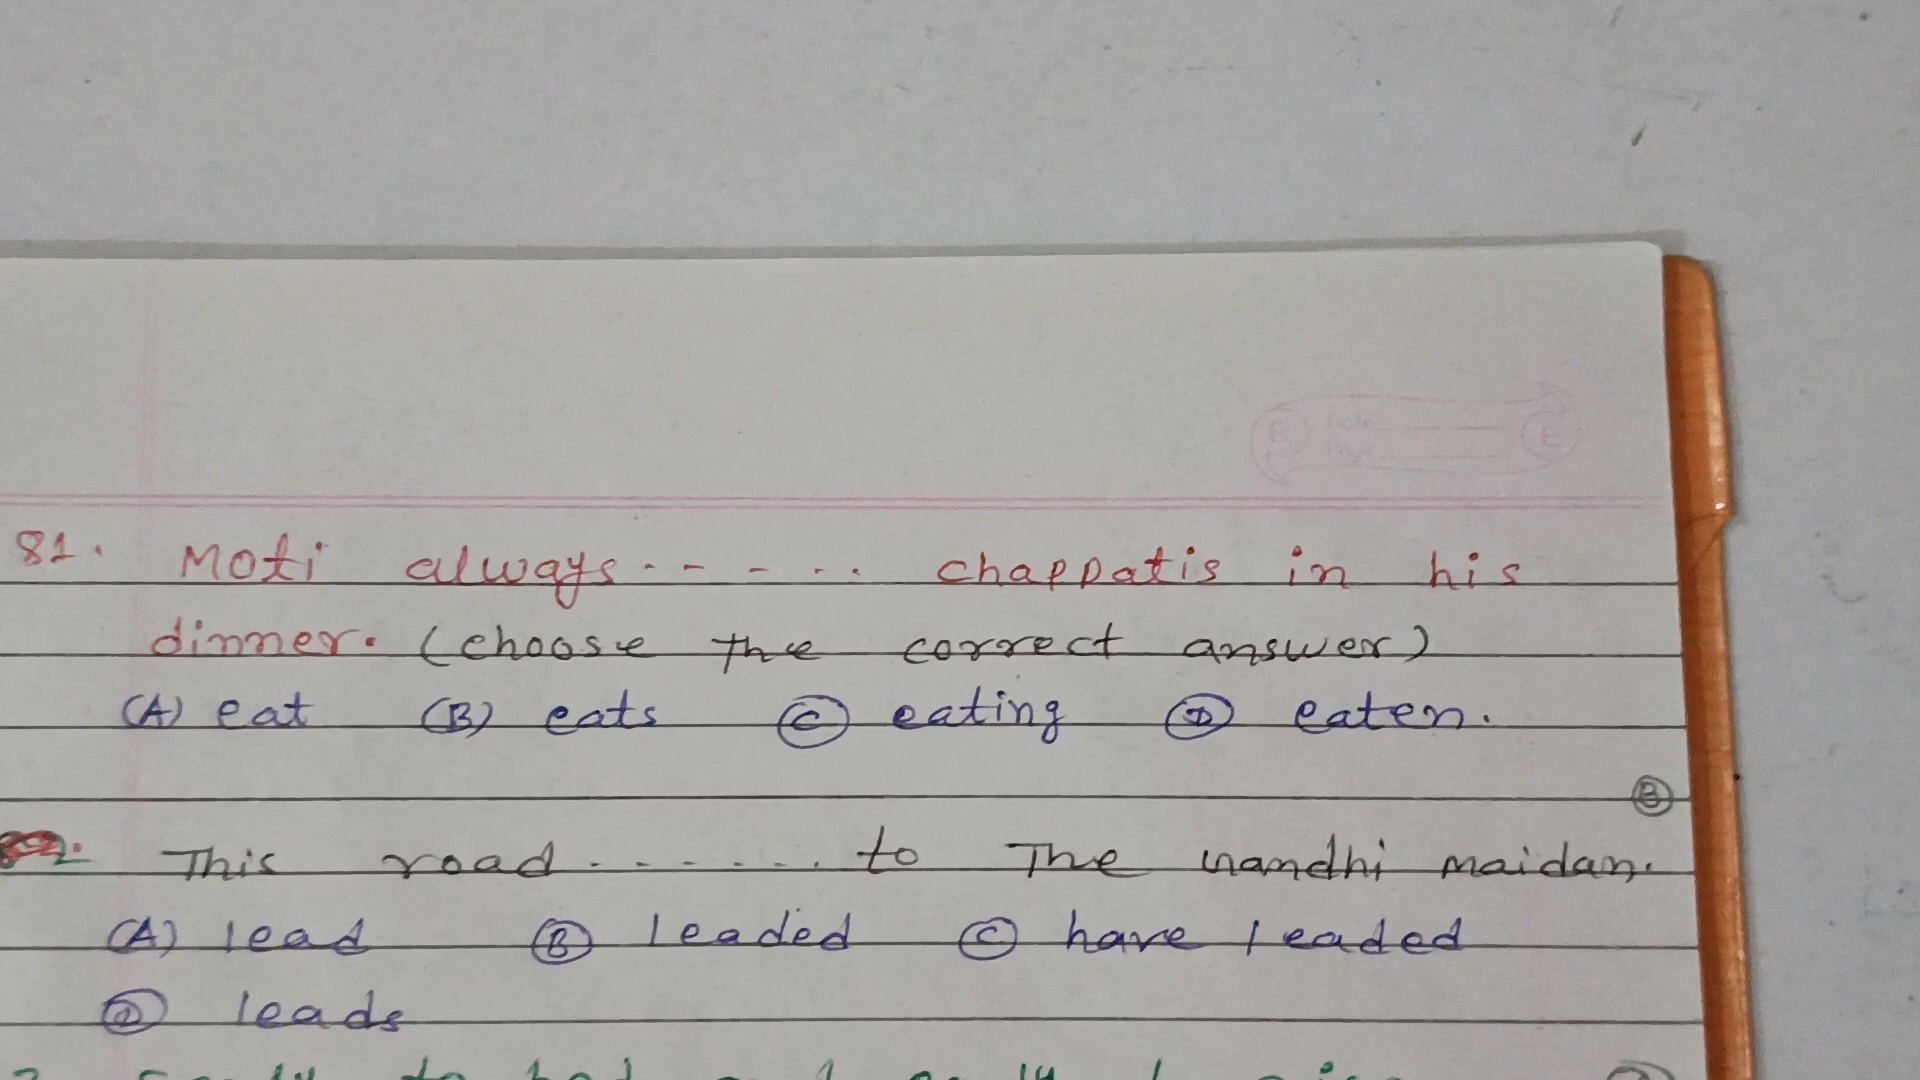 81. Moti always - - - - . . chappatis in his
dinner. (choose the correct answer)
(A) eat (B) eats (C) eating (D) eaten.
(B)
This road . - - - - . . to The Gandhi maidan.
(A) lead (B) leaded (C) have leaded
(D) leads